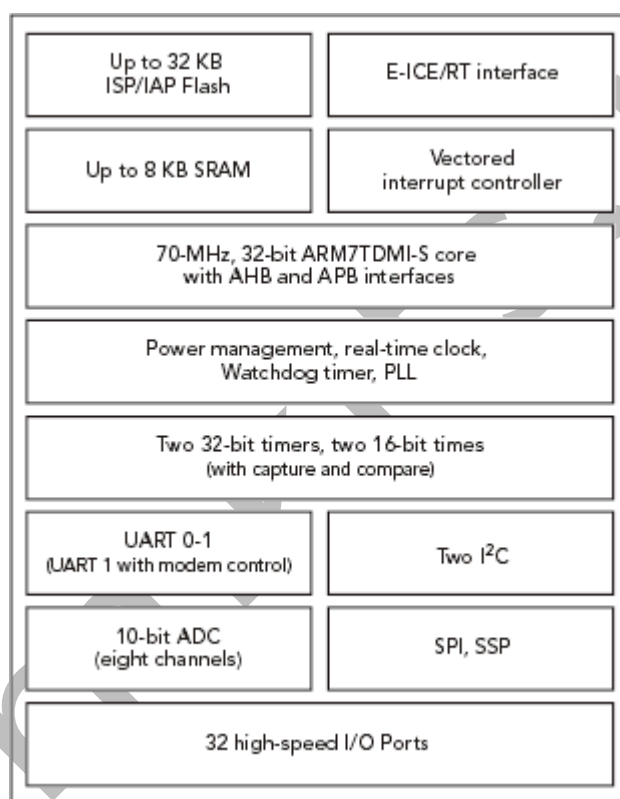 Up to 32 KB
ISP/IAP Flash
E-ICE/RT interface
Up to 8 KB SRAM
Vectored
interrupt controller
70-MHz, 32-bit ARM7TDMI-S core
with AHB and APB interfaces
Power management, real-time clock,
Watchdog timer, PLL
Two 32-bit timers, two 16-bit times
(with capture and compare)
UART 0-1
(UART 1 with modem control)
Two I²C
10-bit ADC
(eight channels)
SPI, SSP
32 high-speed I/O Ports